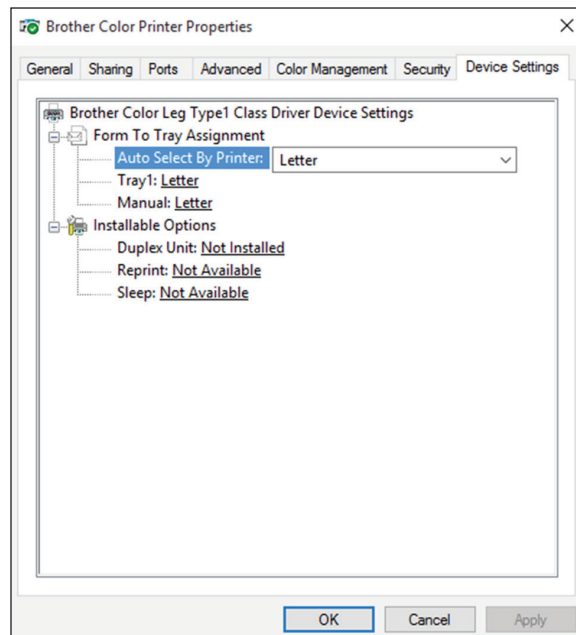 Brother Color Printer Properties
General Sharing Ports Advanced Color Management Security Device Settings
Brother Color Leg Type1 Class Driver Device Settings
Form To Tray Assignment
Auto Select By Printer: Letter
Tray1: Letter
Manual: Letter
Installable Options
Duplex Unit: Not Installed
Reprint: Not Available
Sleep: Not Available
OK Cancel Apply